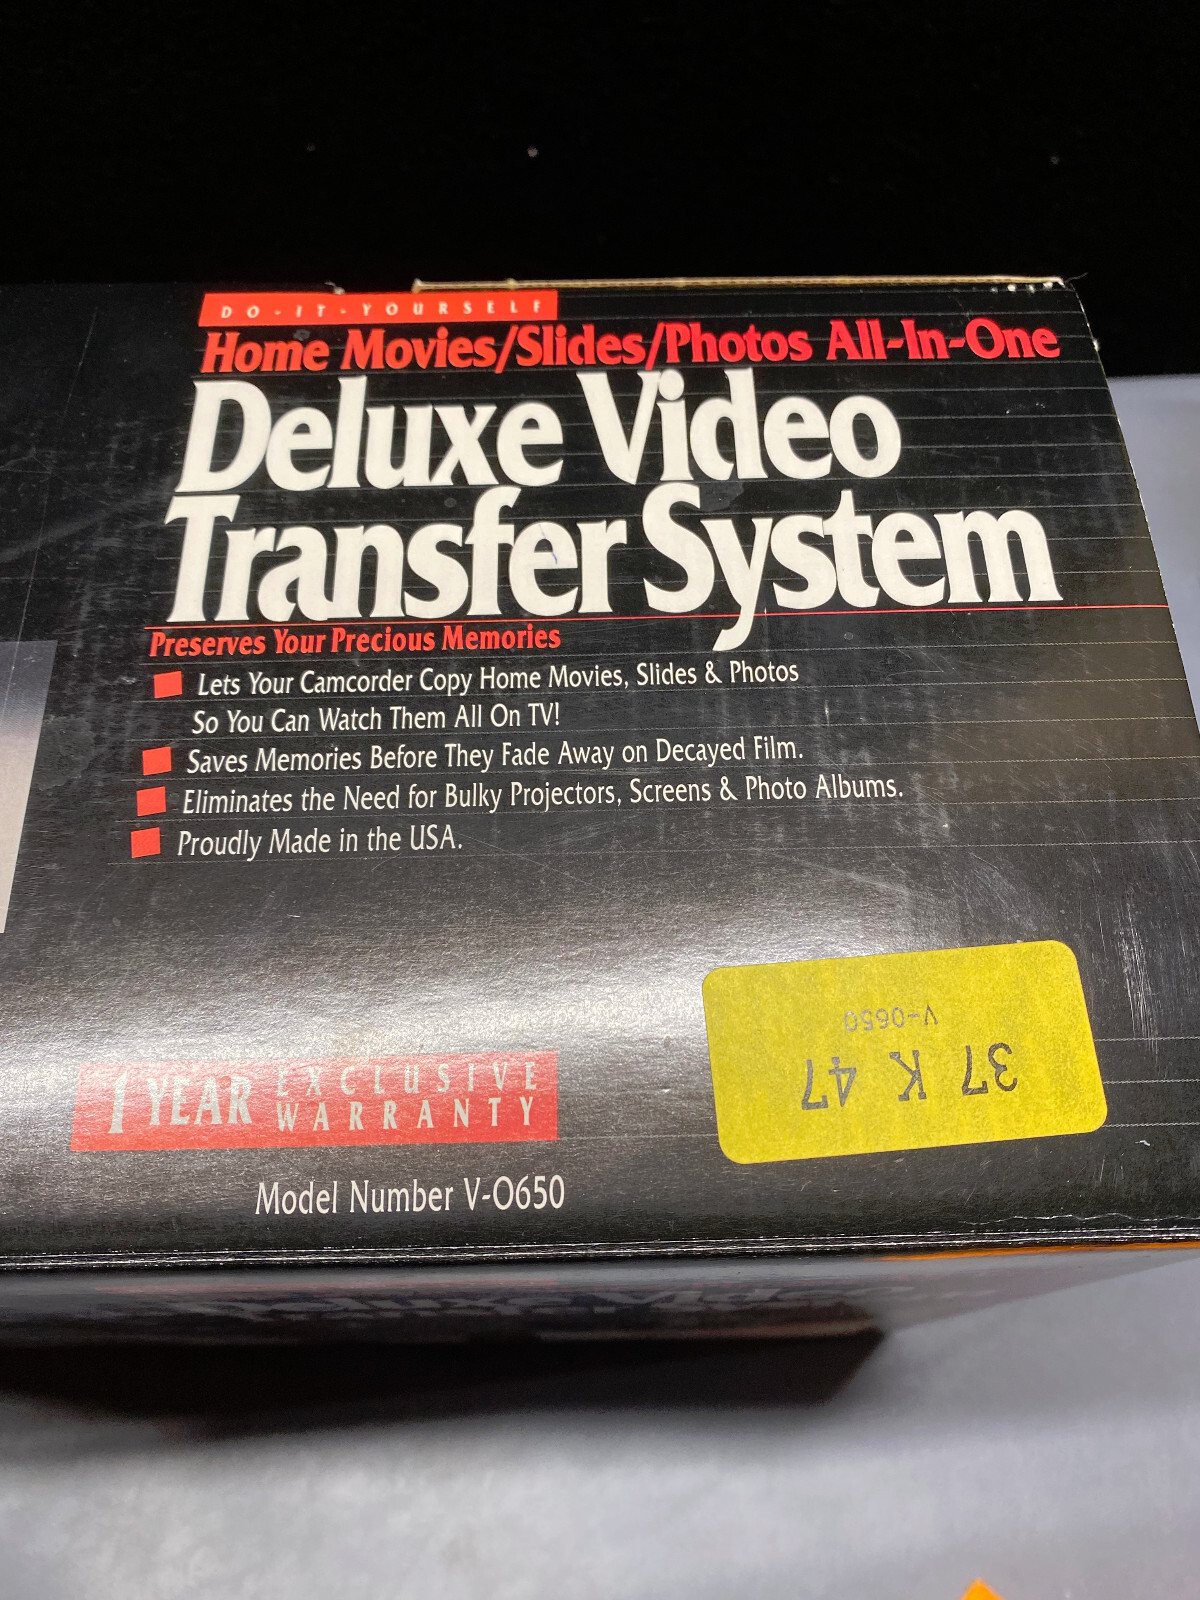 DO-IT-YOURSELF
Home Movies/Slides/Photos All-In-One
Deluxe Video
Transfer System
Preserves Your Precious Memories
Lets Your Camcorder Copy Home Movies, Slides & Photos
So You Can Watch Them All On TV!
Saves Memories Before They Fade Away on Decayed Film.
Eliminates the Need for Bulky Projectors, Screens & Photo Albums.
Proudly Made in the USA.
37 K 47
V-0650
1 YEAR EXCLUSIVE
WARRANTY
Model Number V-0650